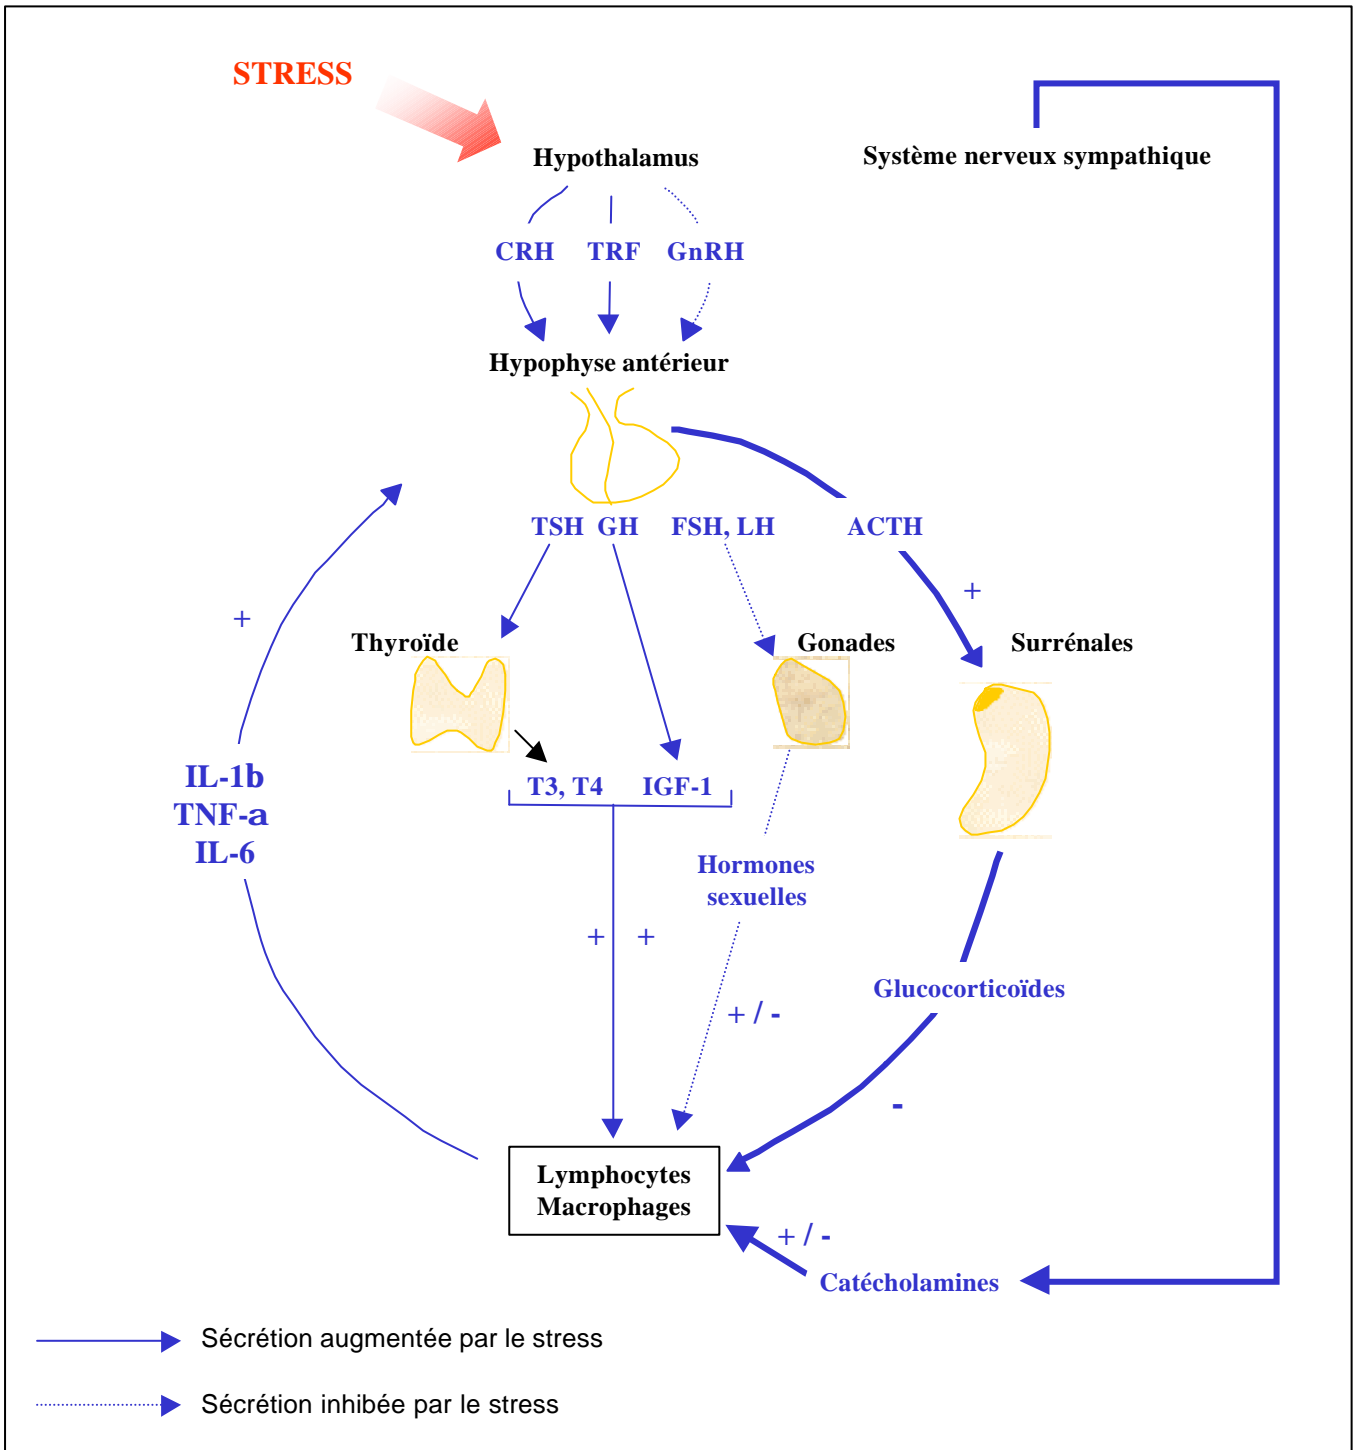 STRESS
Hypothalamus
Système nerveux sympathique
CRH TRF GnRH
Hypophyse antérieur
TSH GH FSH, LH ACTH
+
+
Thyroïde Gonades Surrénales
IL-1b
TNF-a
IL-6
T3, T4 IGF-1
Hormones
sexuelles
+ +
Glucocorticoïdes
+ / -
-
Lymphocytes
Macrophages
+ / -
Catécholamines
Sécrétion augmentée par le stress
Sécrétion inhibée par le stress